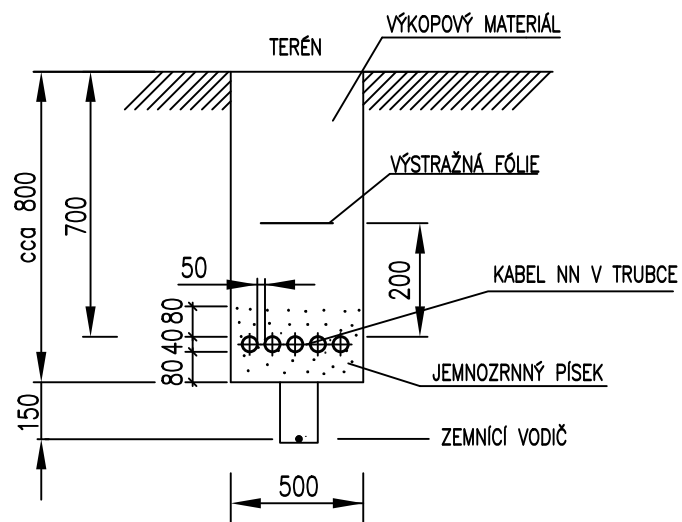 VÝKOPOVÝ MATERIÁL
TERÉN
VÝSTRAŽNÁ FÓLIE
cca 800
700
200
50
KABEL NN V TRUBCE
80
40
80
JEMNOZRNNÝ PÍSEK
150
ZEMNÍCÍ VODIČ
500